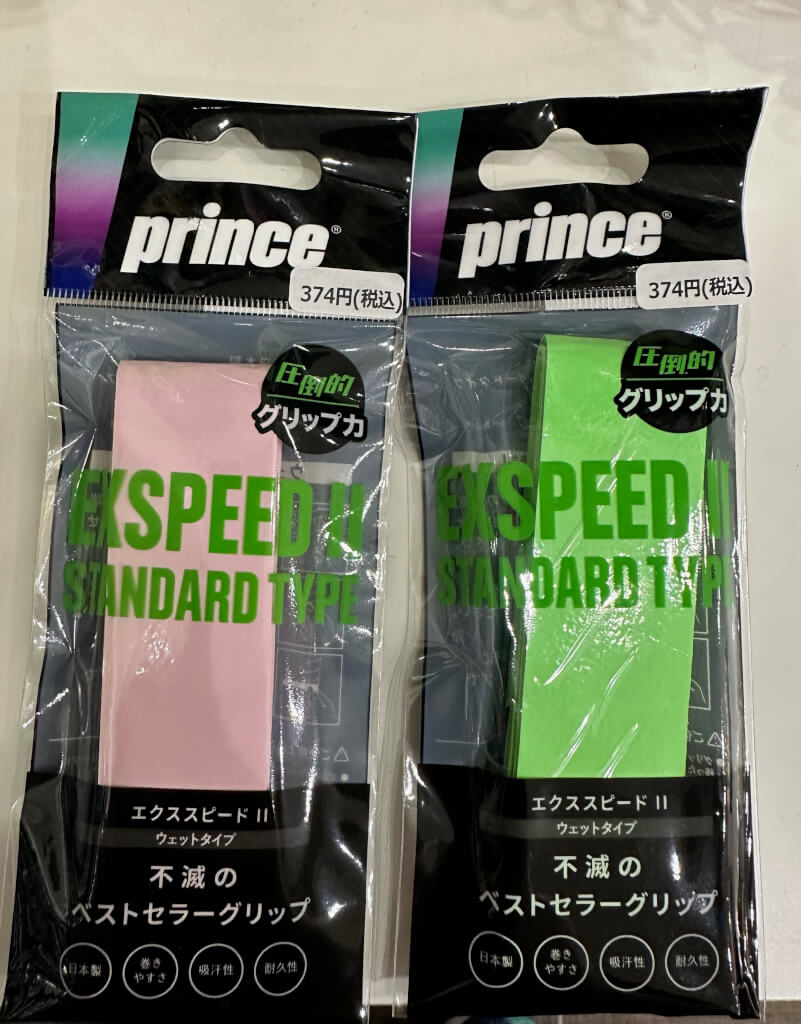 prince®
374円(税込)
圧倒的
グリップ力
EXSPEED II
STANDARD TYPE
エクススピード II
ウェットタイプ
不滅の
ベストセラーグリップ
日本製
巻き
やすさ
吸汗性
耐久性
prince®
374円(税込)
圧倒的
グリップ力
EXSPEED II
STANDARD TYPE
エクススピード II
ウェットタイプ
不滅の
ベストセラーグリップ
日本製
巻き
やすさ
吸汗性
耐久性